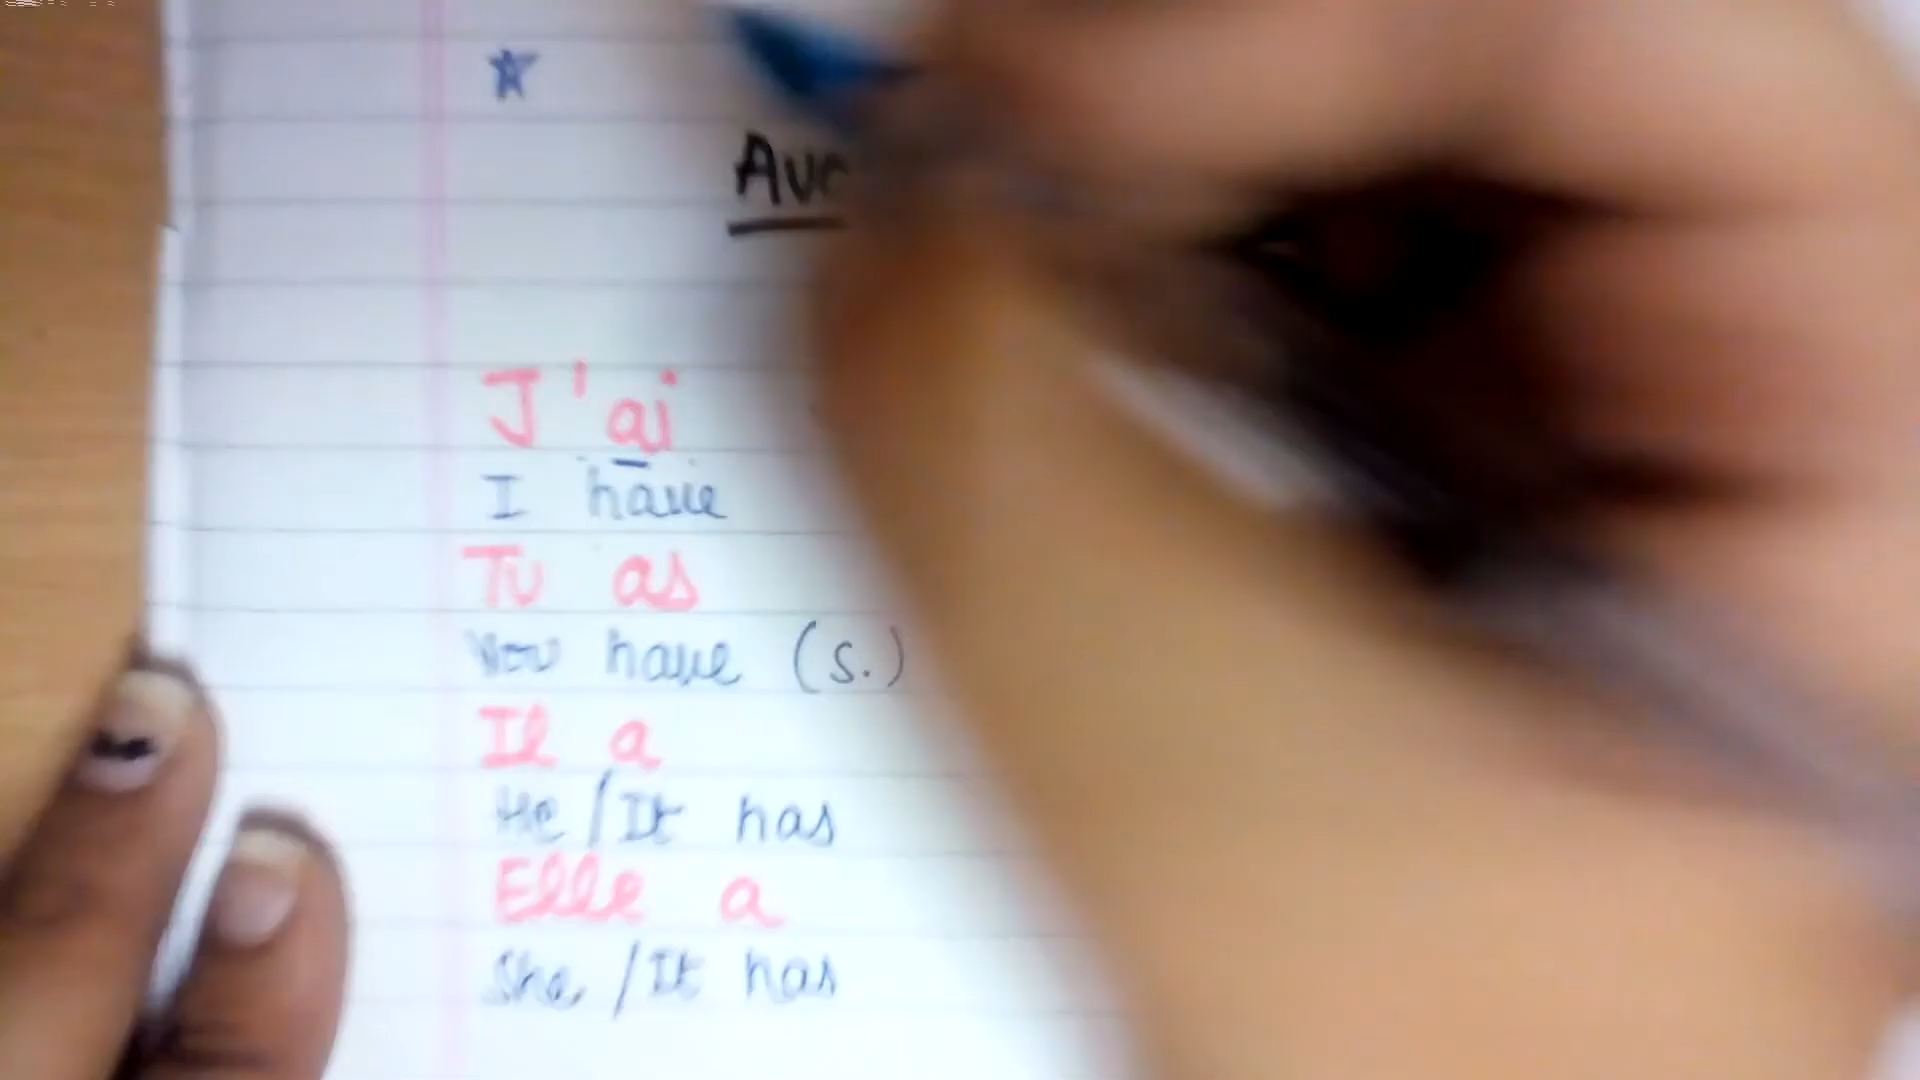 J'ai
I have
Tu as
You have (s.)
Il a
He/It has
Elle a
She/It has